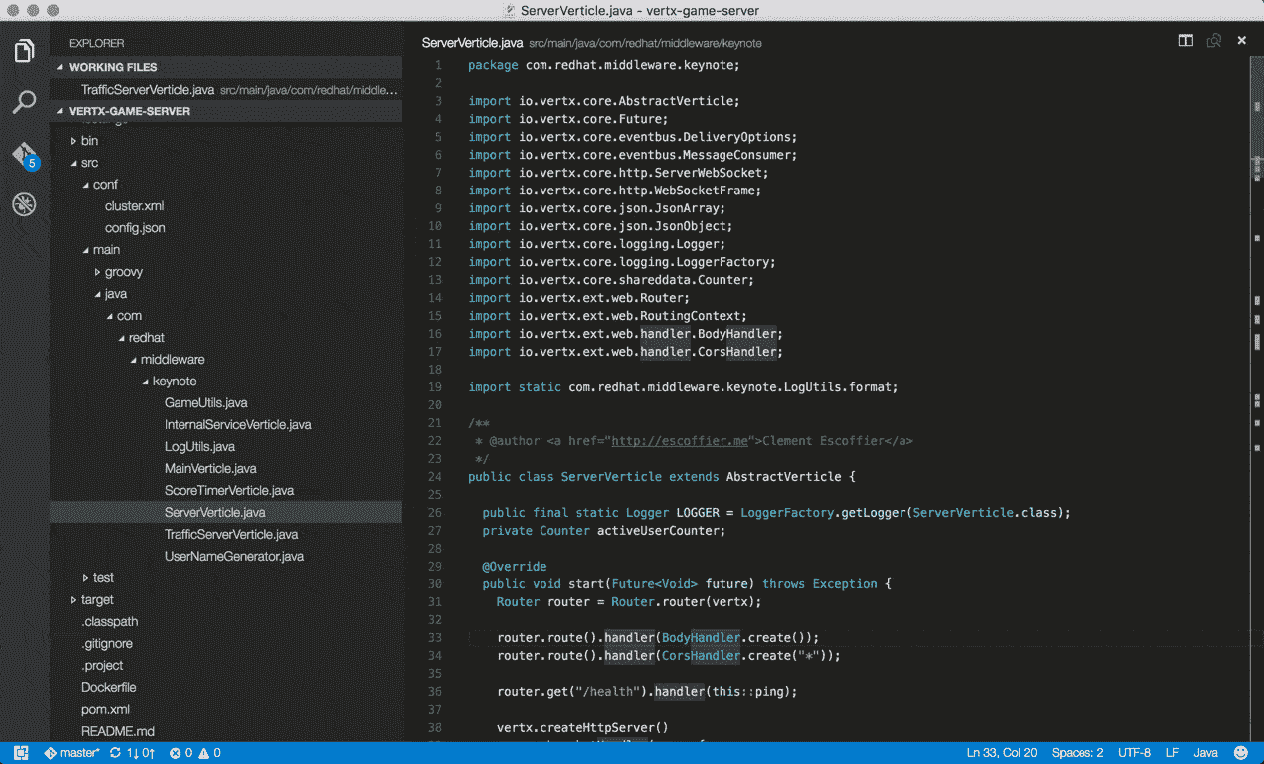 ServerVerticle.java - vertx-game-server
EXPLORER
WORKING FILES
TrafficServerVerticle.java src/main/java/com/redhat/middle...
VERTX-GAME-SERVER
bin
src
conf
cluster.xml
config.json
main
groovy
java
com
redhat
middleware
keynote
GameUtils.java
InternalServiceVerticle.java
LogUtils.java
MainVerticle.java
ScoreTimerVerticle.java
ServerVerticle.java
TrafficServerVerticle.java
UserNameGenerator.java
test
target
.classpath
.gitignore
.project
Dockerfile
pom.xml
README.md
5
ServerVerticle.java src/main/java/com/redhat/middleware/keynote
1 package com.redhat.middleware.keynote;
2
3 import io.vertx.core.AbstractVerticle;
4 import io.vertx.core.Future;
5 import io.vertx.core.eventbus.DeliveryOptions;
6 import io.vertx.core.eventbus.MessageConsumer;
7 import io.vertx.core.http.ServerWebSocket;
8 import io.vertx.core.http.WebSocketFrame;
9 import io.vertx.core.json.JsonArray;
10 import io.vertx.core.json.JsonObject;
11 import io.vertx.core.logging.Logger;
12 import io.vertx.core.logging.LoggerFactory;
13 import io.vertx.core.shareddata.Counter;
14 import io.vertx.ext.web.Router;
15 import io.vertx.ext.web.RoutingContext;
16 import io.vertx.ext.web.handler.BodyHandler;
17 import io.vertx.ext.web.handler.CorsHandler;
18
19 import static com.redhat.middleware.keynote.LogUtils.format;
20
21 /**
22 * @author <a href="http://escoffier.me">Clement Escoffier</a>
23 */
24 public class ServerVerticle extends AbstractVerticle {
25
26 public final static Logger LOGGER = LoggerFactory.getLogger(ServerVerticle.class);
27 private Counter activeUserCounter;
28
29 @Override
30 public void start(Future<Void> future) throws Exception {
31 Router router = Router.router(vertx);
32
33 router.route().handler(BodyHandler.create());
34 router.route().handler(CorsHandler.create("*"));
35
36 router.get("/health").handler(this::ping);
37
38 vertx.createHttpServer()
master* 1↓ 0↑ 0 0
Ln 33, Col 20 Spaces: 2 UTF-8 LF Java